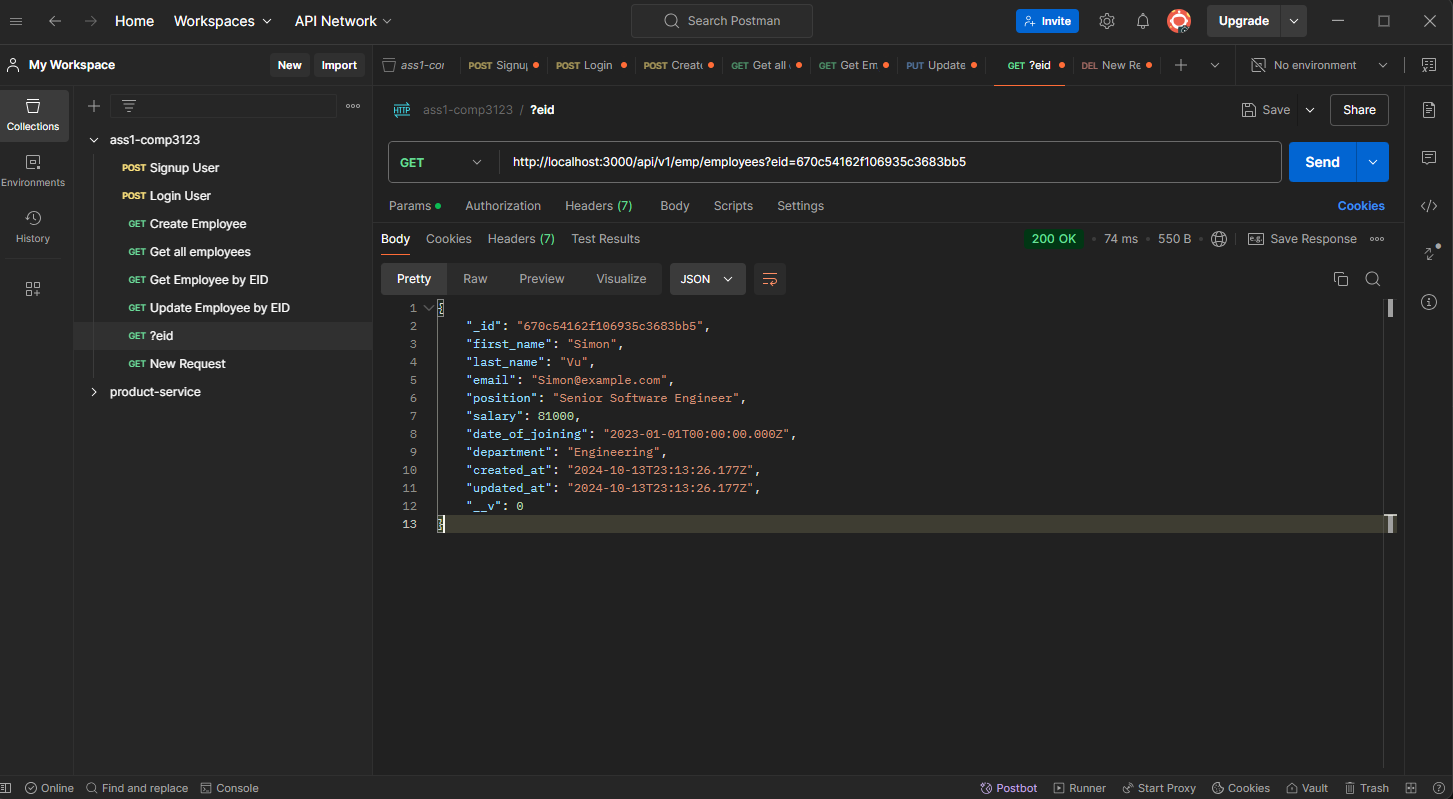 Home Workspaces API Network Search Postman Invite Upgrade
My Workspace New Import ass1-cor POST Signu POST Login POST Create GET Get all GET Get Em PUT Update GET ?eid DEL New Re No environment
Collections
Environments
History
ass1-comp3123
POST Signup User
POST Login User
GET Create Employee
GET Get all employees
GET Get Employee by EID
GET Update Employee by EID
GET ?eid
GET New Request
product-service
HTTP ass1-comp3123 / ?eid Save Share
GET http://localhost:3000/api/v1/emp/employees?eid=670c54162f106935c3683bb5 Send
Params Authorization Headers (7) Body Scripts Settings Cookies
Body Cookies Headers (7) Test Results 200 OK 74 ms 550 B Save Response
Pretty Raw Preview Visualize JSON
1 {
2 "_id": "670c54162f106935c3683bb5",
3 "first_name": "Simon",
4 "last_name": "Vu",
5 "email": "Simon@example.com",
6 "position": "Senior Software Engineer",
7 "salary": 81000,
8 "date_of_joining": "2023-01-01T00:00:00.000Z",
9 "department": "Engineering",
10 "created_at": "2024-10-13T23:13:26.177Z",
11 "updated_at": "2024-10-13T23:13:26.177Z",
12 "__v": 0
13 }
Online Find and replace Console Postbot Runner Start Proxy Cookies Vault Trash